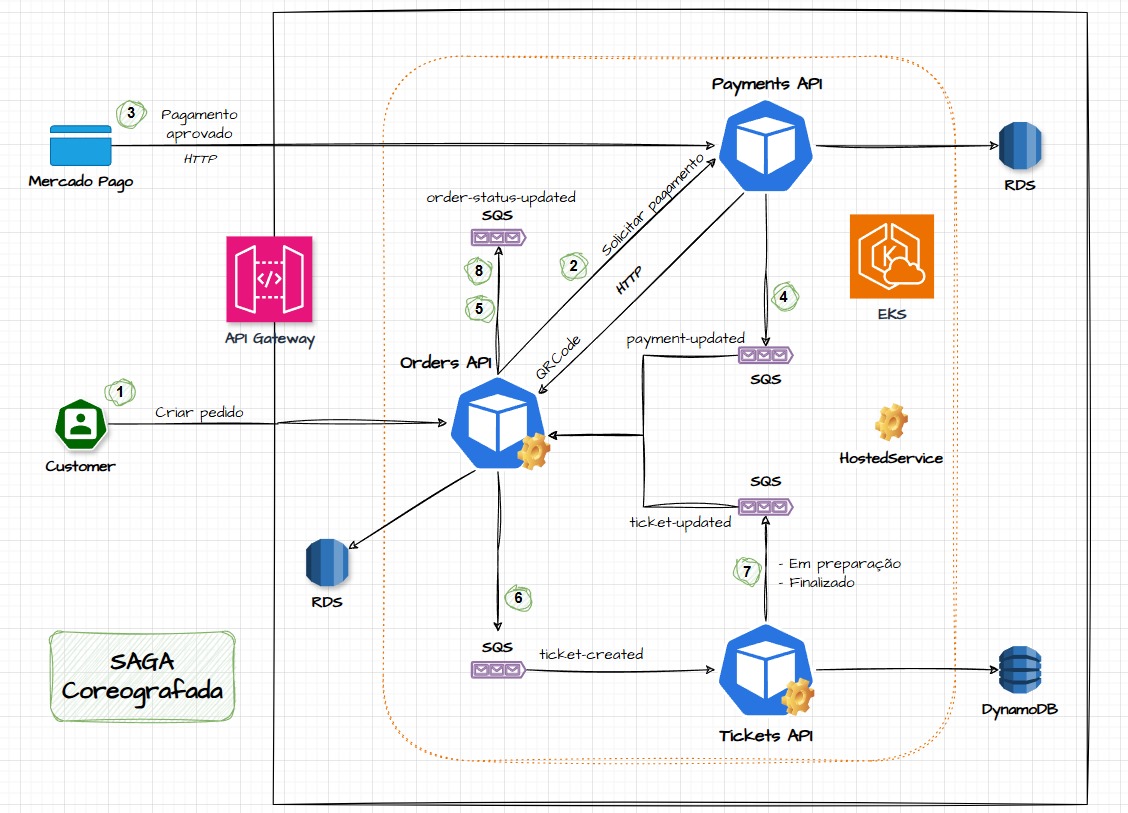 Payments API
3
Pagamento
aprovado
HTTP
Mercado Pago
RDS
order-status-updated
SQS
Solicitar pagamento
2
8
HTTP
5
4
</>
API Gateway
K
EKS
QRCode
payment-updated
SQS
Orders API
1
Criar pedido
Customer
HostedService
SQS
ticket-updated
RDS
7
- Em preparação
- Finalizado
6
SQS
ticket-created
SAGA
Coreografada
DynamoDB
Tickets API